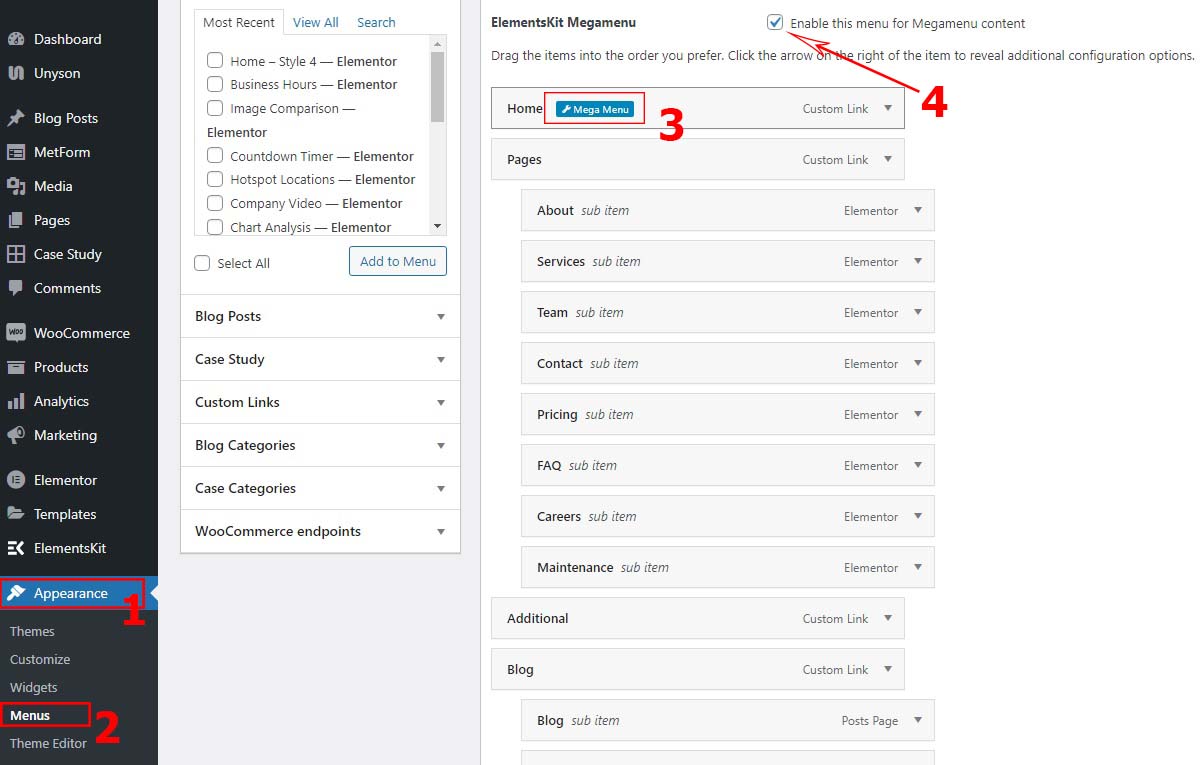 Dashboard
Unyson
Blog Posts
MetForm
Media
Pages
Case Study
Comments
WooCommerce
Products
Analytics
Marketing
Elementor
Templates
ElementsKit
Appearance
1
Themes
Customize
Widgets
Menus
2
Theme Editor
Most Recent View All Search
Home – Style 4 — Elementor
Business Hours — Elementor
Image Comparison —
Elementor
Countdown Timer — Elementor
Hotspot Locations — Elementor
Company Video — Elementor
Chart Analysis — Elementor
Select All Add to Menu
Blog Posts
Case Study
Custom Links
Blog Categories
Case Categories
WooCommerce endpoints
ElementsKit Megamenu Enable this menu for Megamenu content
Drag the items into the order you prefer. Click the arrow on the right of the item to reveal additional configuration options.
4
Home Mega Menu Custom Link
3
Pages Custom Link
About sub item Elementor
Services sub item Elementor
Team sub item Elementor
Contact sub item Elementor
Pricing sub item Elementor
FAQ sub item Elementor
Careers sub item Elementor
Maintenance sub item Elementor
Additional Custom Link
Blog Custom Link
Blog sub item Posts Page